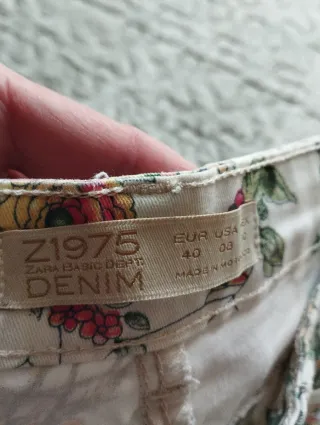 Z1975
ZARA BASIC DEPT.
DENIM
EUR USA
40 08
MADE IN MOROCCO